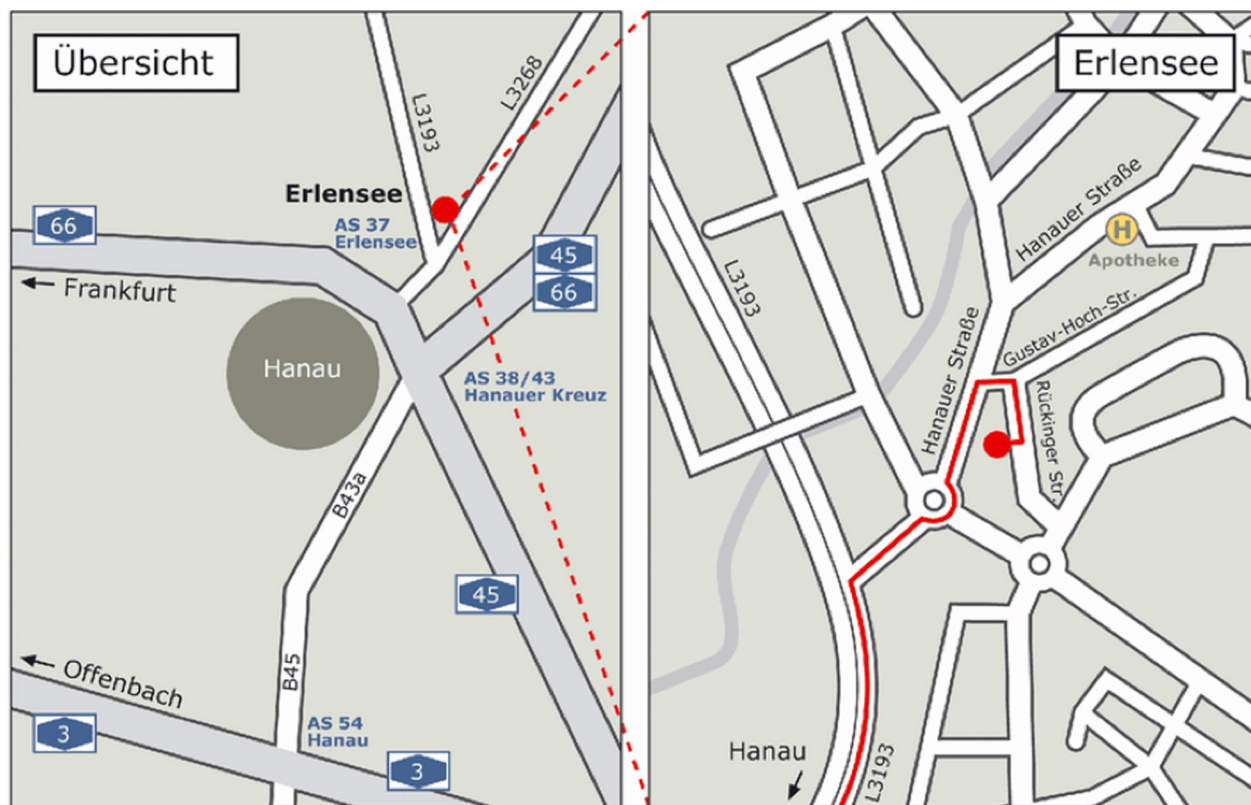 Übersicht
L3193
L3268
Erlensee
AS 37
Erlensee
66
Frankfurt
45
66
Hanau
AS 38/43
Hanauer Kreuz
B43a
45
B45
Offenbach
3
AS 54
Hanau
3
Erlensee
Hanauer Straße
H
Apotheke
L3193
Gustav-Hoch-Str.
Hanauer Straße
Rückinger Str.
Hanau
L3193